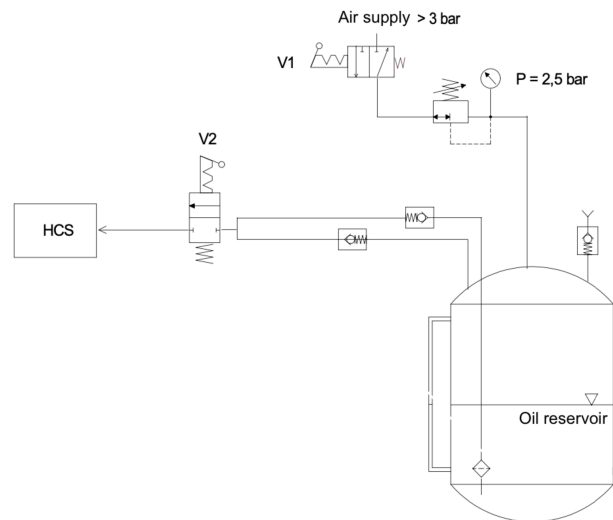 Air supply > 3 bar
V1
P = 2,5 bar
V2
HCS
Oil reservoir